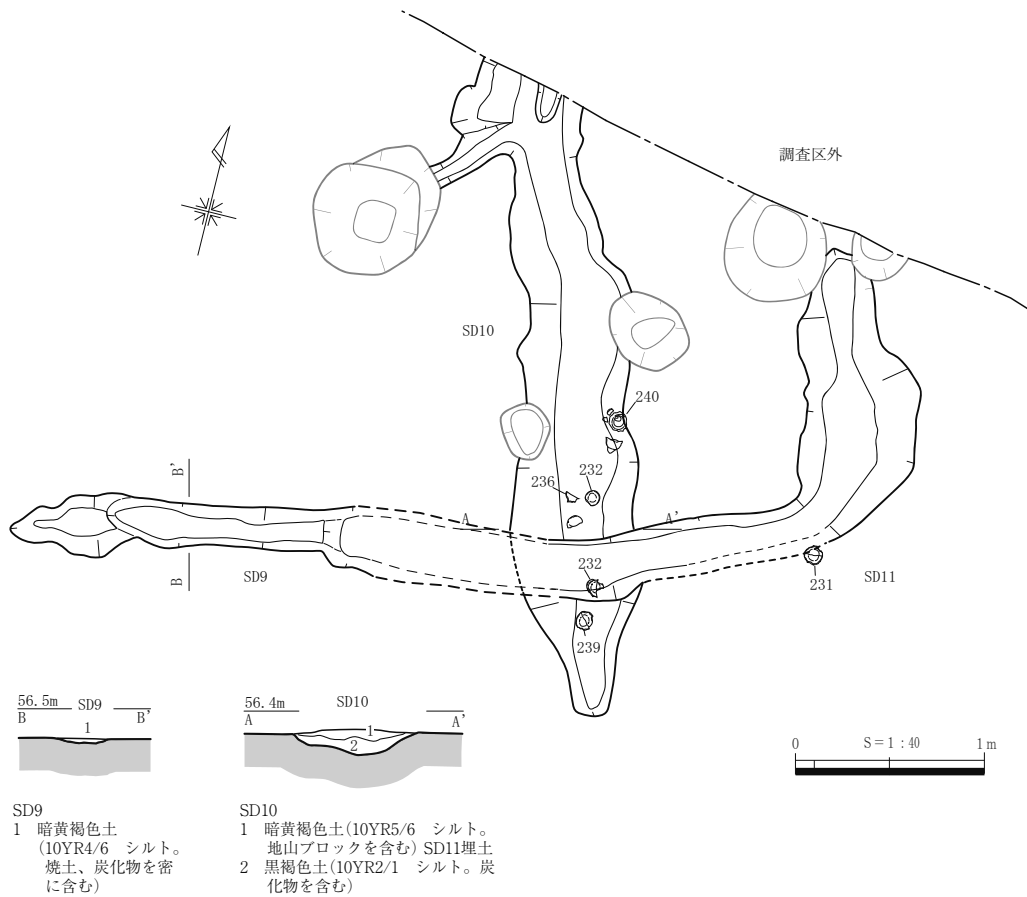 調査区外
SD10
240
236
232
B'
A
A'
232
B
SD9
231
SD11
239
56.5m
SD9
B
B'
1
56.4m
SD10
A
A'
1
2
0
S=1:40
1m
SD9
1 暗黄褐色土
(10YR4/6 シルト。
焼土、炭化物を密
に含む)
SD10
1 暗黄褐色土(10YR5/6 シルト。
地山ブロックを含む) SD11埋土
2 黒褐色土(10YR2/1 シルト。炭
化物を含む)